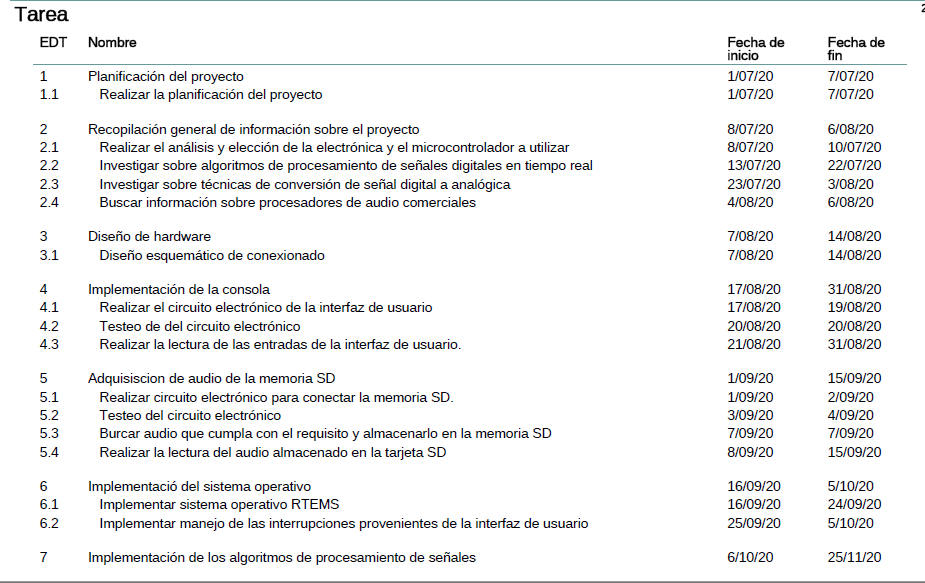 2
Tarea
EDT Nombre Fecha de inicio Fecha de fin
1 Planificación del proyecto 1/07/20 7/07/20
1.1 Realizar la planificación del proyecto 1/07/20 7/07/20
2 Recopilación general de información sobre el proyecto 8/07/20 6/08/20
2.1 Realizar el análisis y elección de la electrónica y el microcontrolador a utilizar 8/07/20 10/07/20
2.2 Investigar sobre algoritmos de procesamiento de señales digitales en tiempo real 13/07/20 22/07/20
2.3 Investigar sobre técnicas de conversión de señal digital a analógica 23/07/20 3/08/20
2.4 Buscar información sobre procesadores de audio comerciales 4/08/20 6/08/20
3 Diseño de hardware 7/08/20 14/08/20
3.1 Diseño esquemático de conexionado 7/08/20 14/08/20
4 Implementación de la consola 17/08/20 31/08/20
4.1 Realizar el circuito electrónico de la interfaz de usuario 17/08/20 19/08/20
4.2 Testeo de del circuito electrónico 20/08/20 20/08/20
4.3 Realizar la lectura de las entradas de la interfaz de usuario. 21/08/20 31/08/20
5 Adquisiscion de audio de la memoria SD 1/09/20 15/09/20
5.1 Realizar circuito electrónico para conectar la memoria SD. 1/09/20 2/09/20
5.2 Testeo del circuito electrónico 3/09/20 4/09/20
5.3 Burcar audio que cumpla con el requisito y almacenarlo en la memoria SD 7/09/20 7/09/20
5.4 Realizar la lectura del audio almacenado en la tarjeta SD 8/09/20 15/09/20
6 Implementació del sistema operativo 16/09/20 5/10/20
6.1 Implementar sistema operativo RTEMS 16/09/20 24/09/20
6.2 Implementar manejo de las interrupciones provenientes de la interfaz de usuario 25/09/20 5/10/20
7 Implementación de los algoritmos de procesamiento de señales 6/10/20 25/11/20